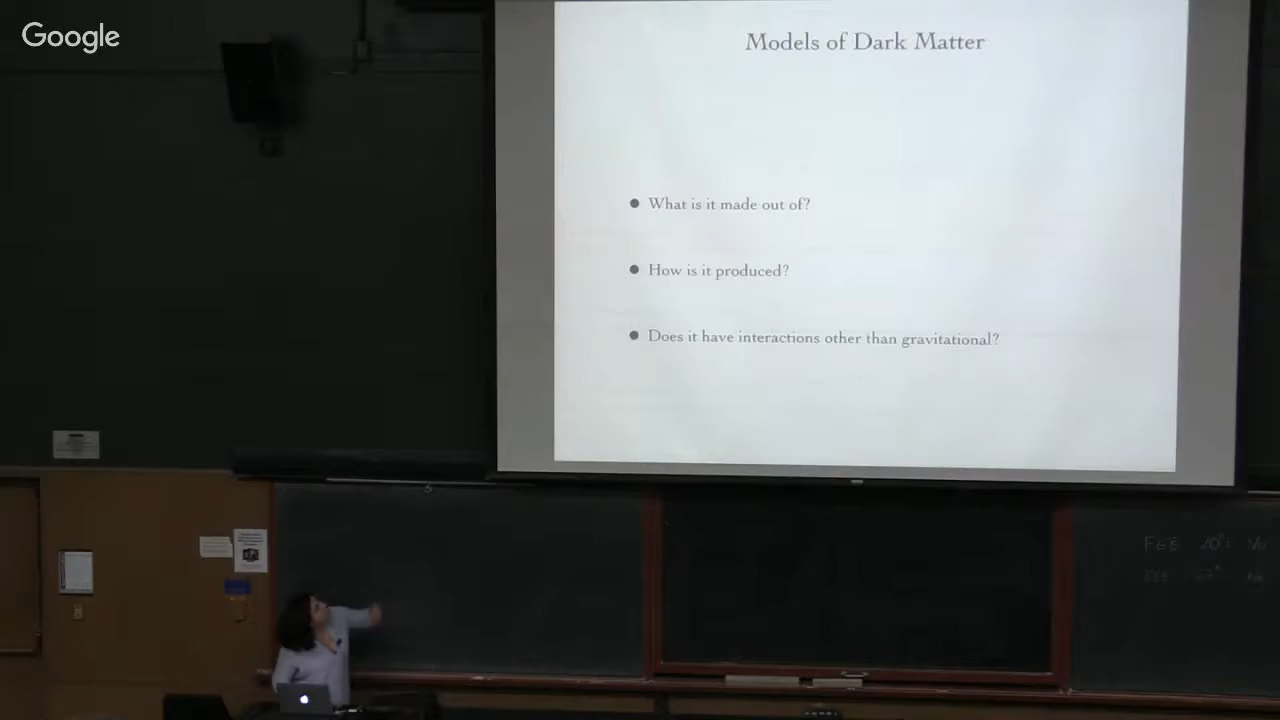 Google
Models of Dark Matter
● What is it made out of?
● How is it produced?
● Does it have interactions other than gravitational?